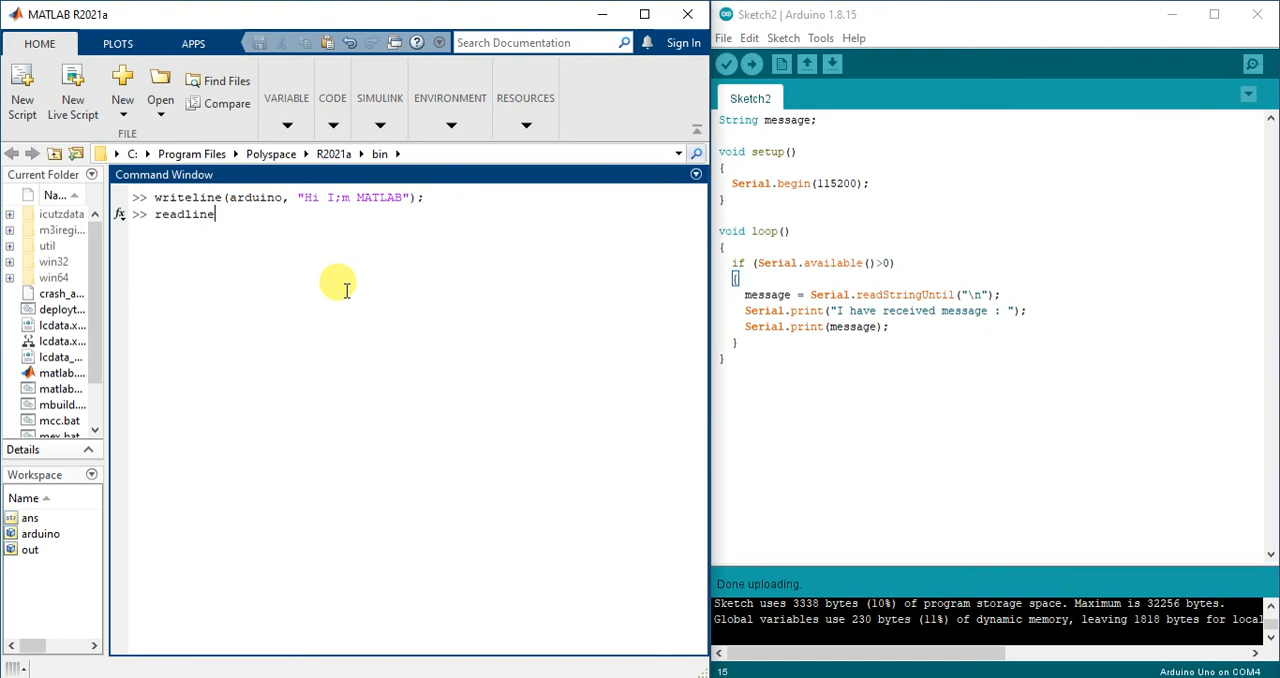 MATLAB R2021a
HOME PLOTS APPS Search Documentation Sign In
New Script
New Live Script
New
Open
Find Files
Compare
FILE
VARIABLE CODE SIMULINK ENVIRONMENT RESOURCES
C: Program Files Polyspace R2021a bin
Current Folder
Na...
icutzdata
m3iregi...
util
win32
win64
crash_a...
deployt...
lcdata.x...
lcdata.x...
lcdata_...
matlab....
matlab...
mbuild....
mcc.bat
mex.bat
Details
Workspace
Name
ans
arduino
out
Command Window
>> writeline(arduino, "Hi I;m MATLAB");
fx >> readline
Sketch2 | Arduino 1.8.15
File Edit Sketch Tools Help
Sketch2
String message;
void setup()
{
Serial.begin(115200);
}
void loop()
{
if (Serial.available()>0)
{
message = Serial.readStringUntil("\n");
Serial.print("I have received message : ");
Serial.print(message);
}
}
Done uploading.
Sketch uses 3338 bytes (10%) of program storage space. Maximum is 32256 bytes.
Global variables use 230 bytes (11%) of dynamic memory, leaving 1818 bytes for local
15 Arduino Uno on COM4